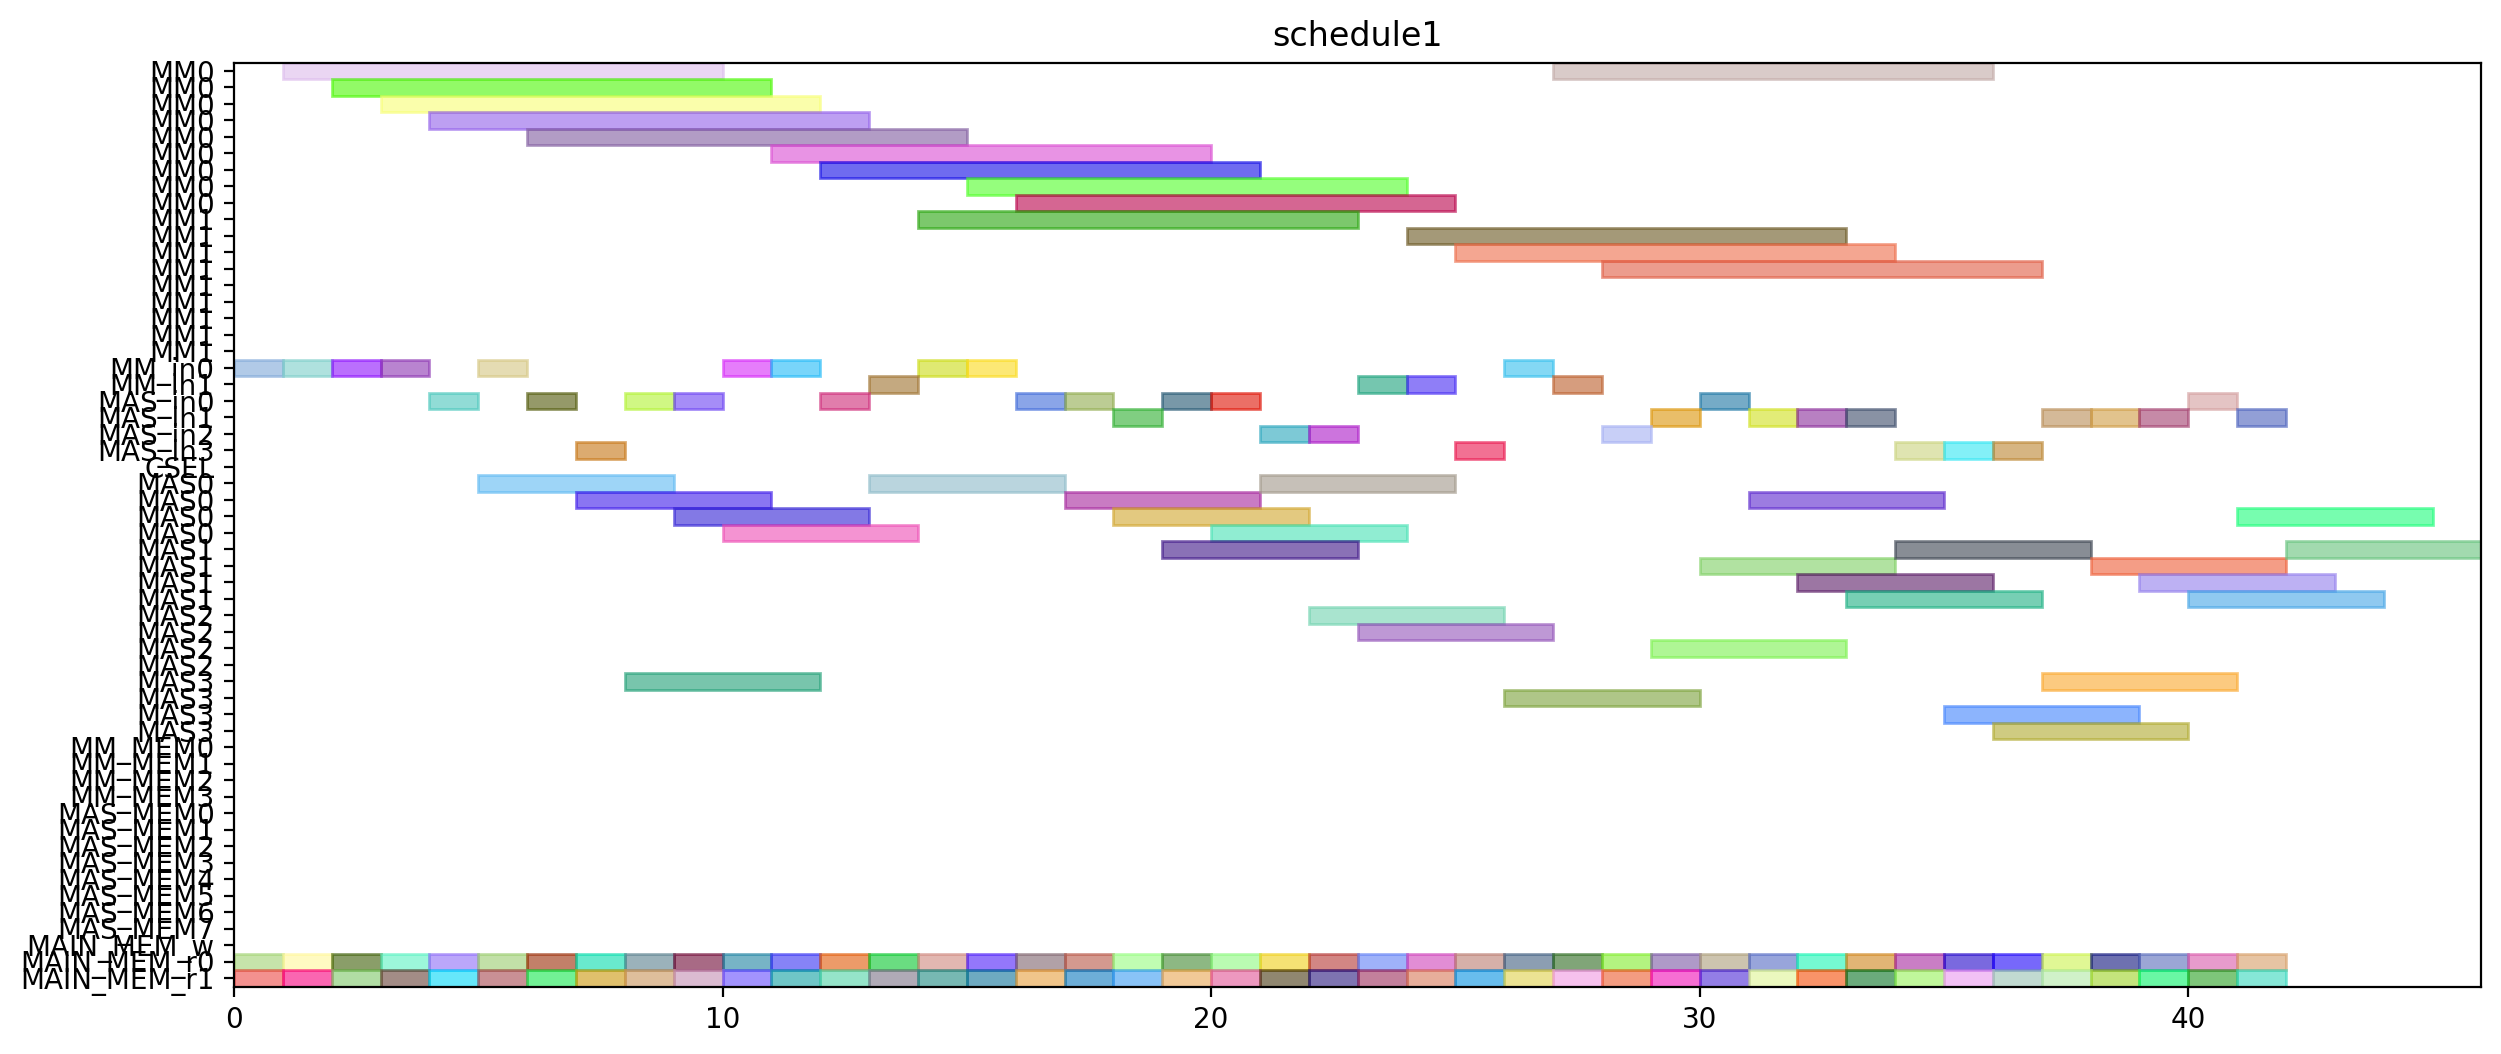 schedule1
MM0
MM0
MM0
MM0
MM0
MM0
MM0
MM0
MM0
MM1
MM1
MM1
MM1
MM1
MM1
MM1
MM1
MM1
MM_in0
MM_in1
MAS_in0
MAS_in1
MAS_in2
MAS_in3
CSEL
MAS0
MAS0
MAS0
MAS0
MAS1
MAS1
MAS1
MAS1
MAS2
MAS2
MAS2
MAS2
MAS3
MAS3
MAS3
MAS3
MM_MEM0
MM_MEM1
MM_MEM2
MM_MEM3
MAS_MEM0
MAS_MEM1
MAS_MEM2
MAS_MEM3
MAS_MEM4
MAS_MEM5
MAS_MEM6
MAS_MEM7
MAIN_MEM_w
MAIN_MEM_r0
MAIN_MEM_r1
0 10 20 30 40